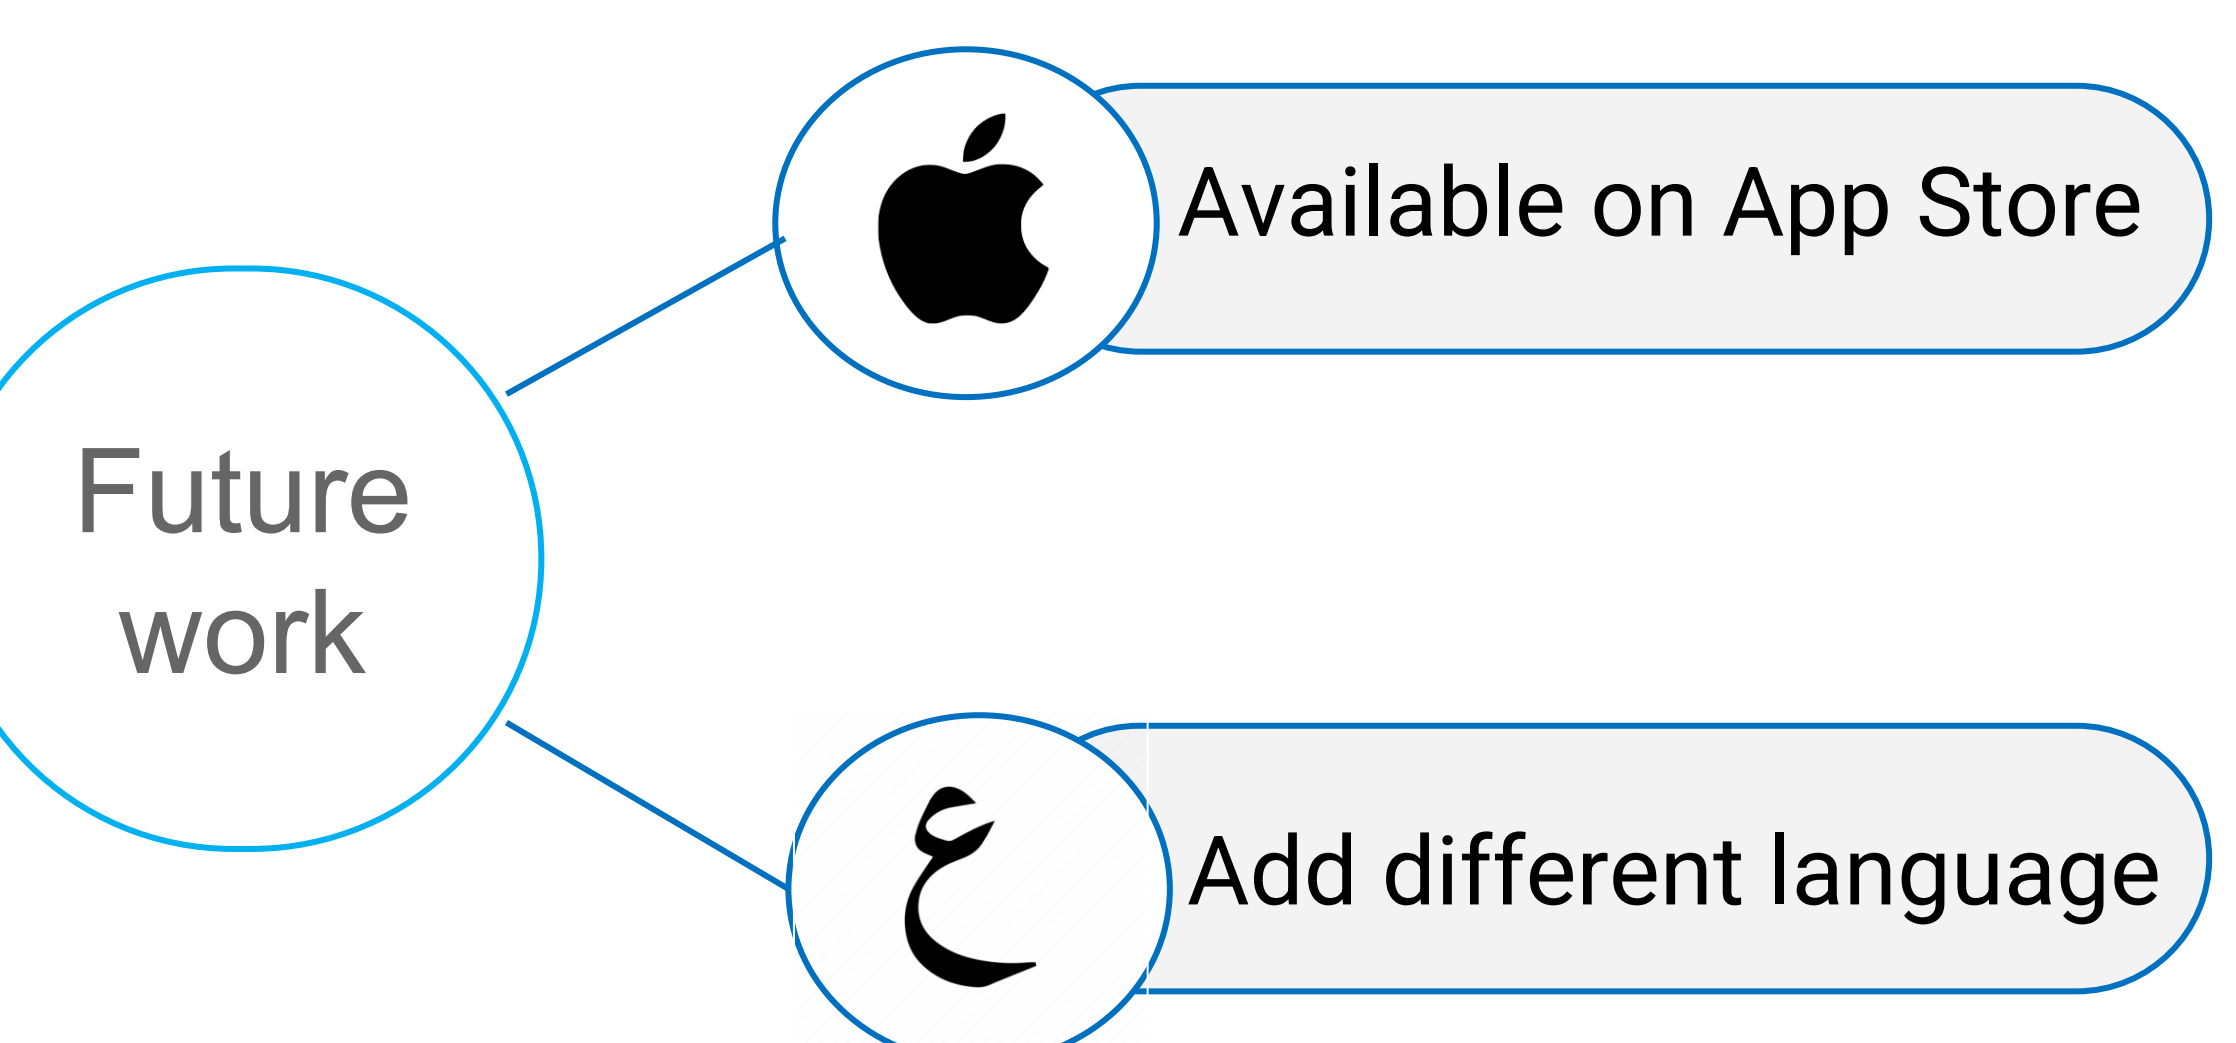 Available on App Store
Future
work
ع
Add different language